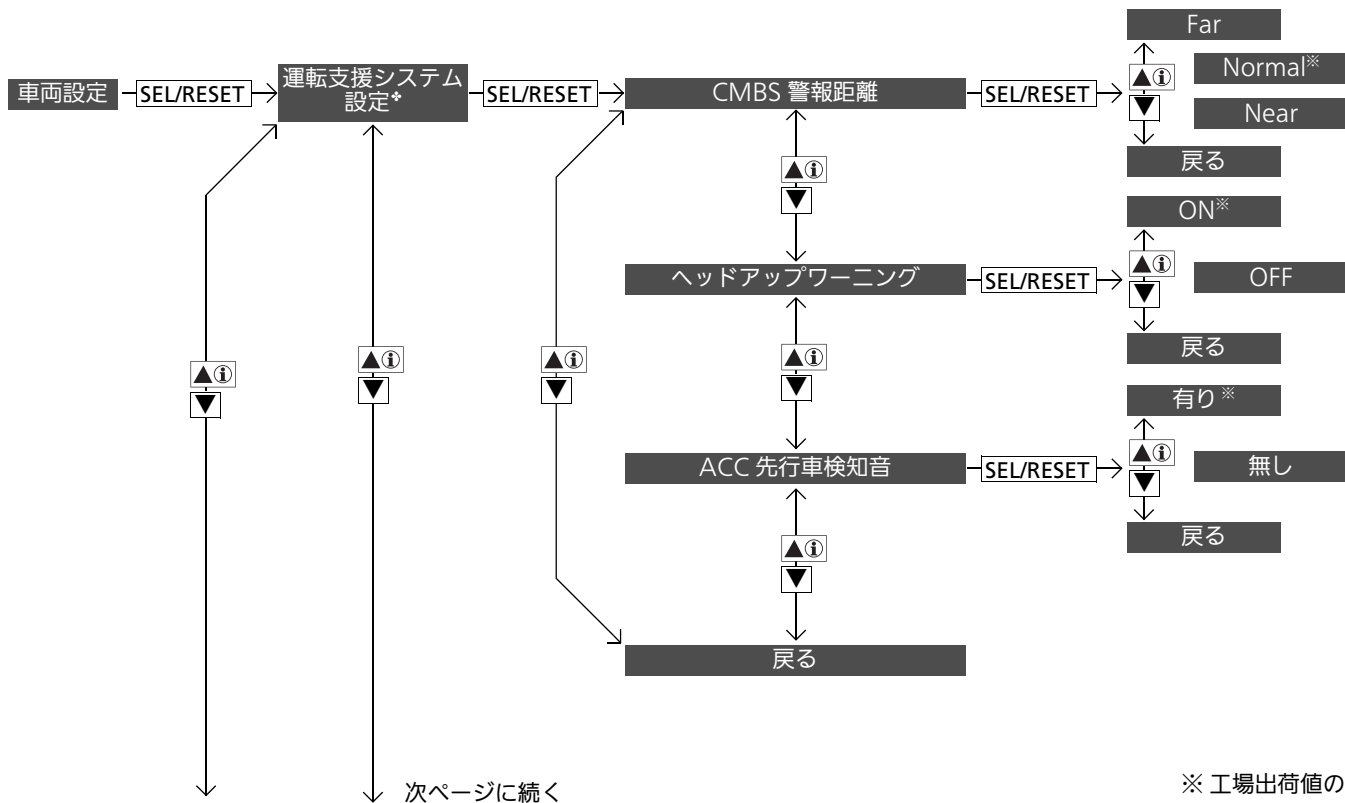 Far
車両設定
SEL/RESET
運転支援システム
設定✤
SEL/RESET
CMBS 警報距離
SEL/RESET
▲ⓘ
▼
Normal※
Near
戻る
▲ⓘ
▼
ON※
ヘッドアップワーニング
SEL/RESET
▲ⓘ
▼
OFF
戻る
▲ⓘ
▼
▲ⓘ
▼
▲ⓘ
▼
▲ⓘ
▼
有り※
ACC 先行車検知音
SEL/RESET
▲ⓘ
▼
無し
戻る
▲ⓘ
▼
戻る
次ページに続く
※ 工場出荷値の